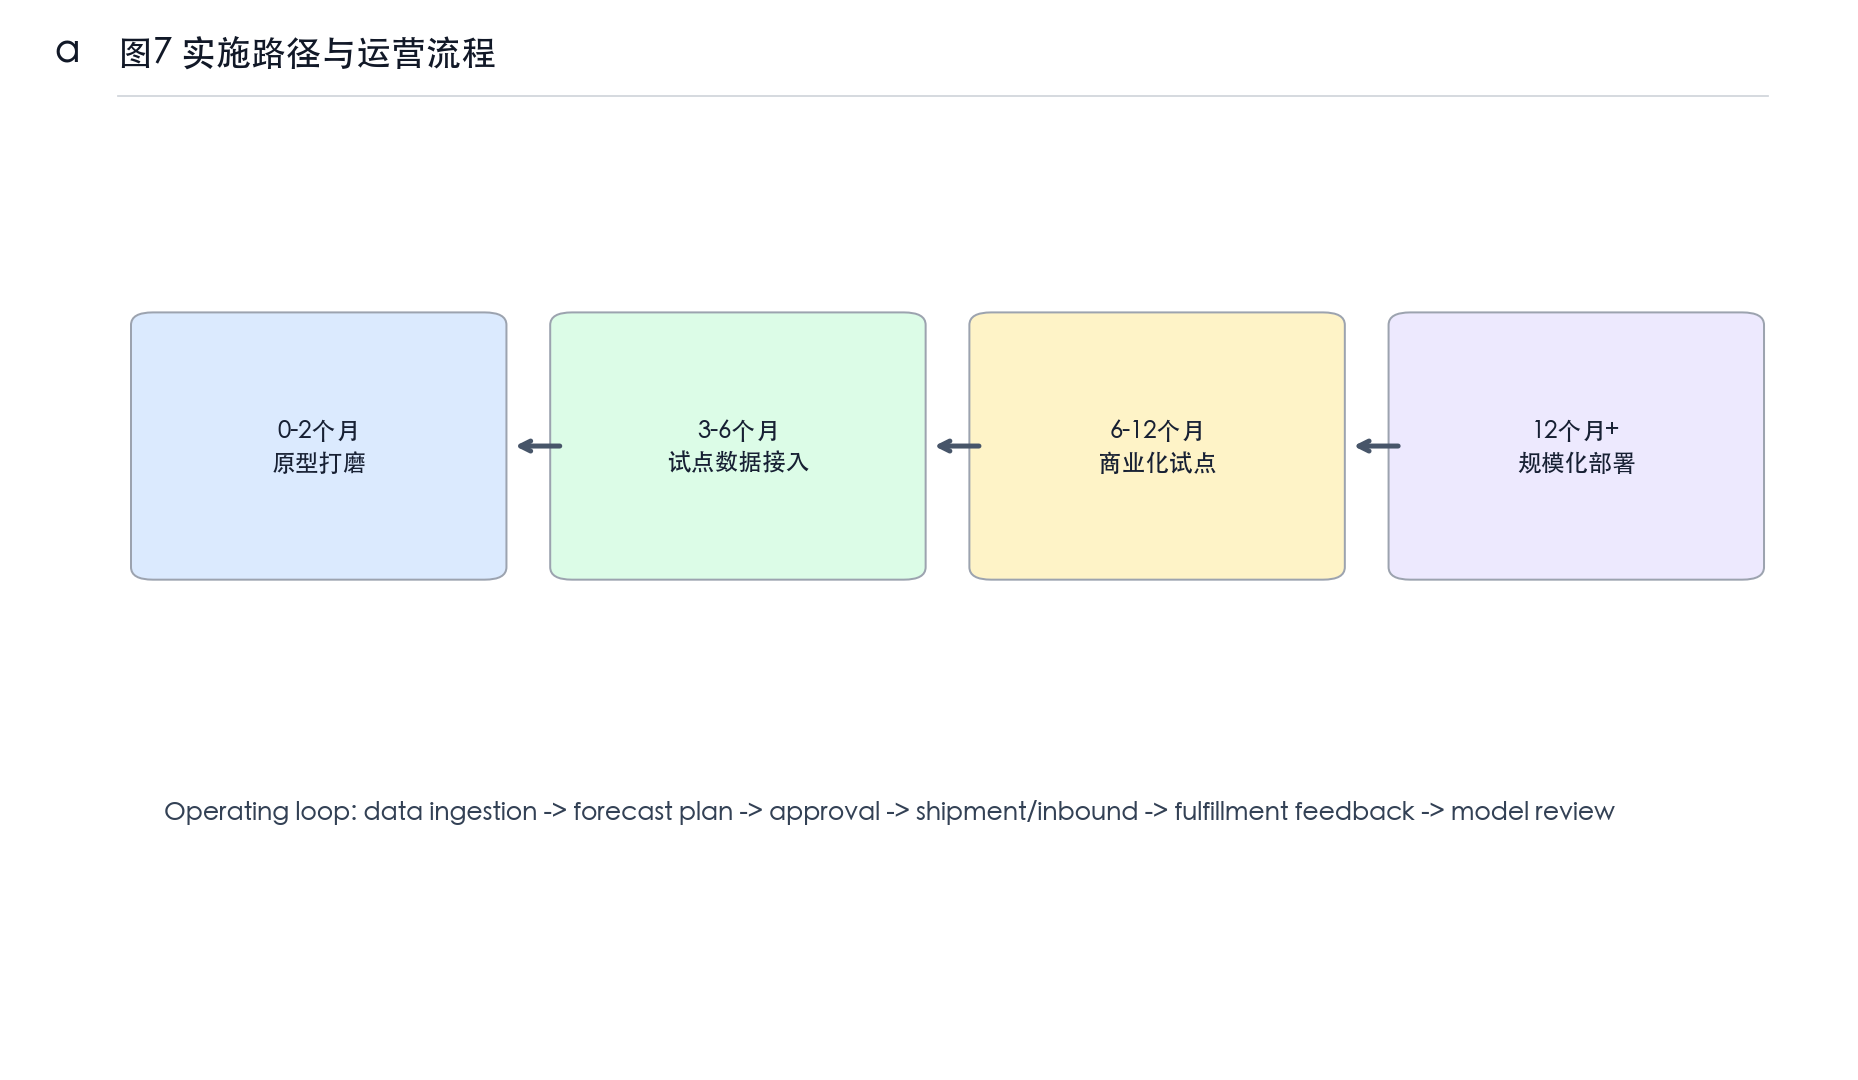 a 图7 实施路径与运营流程
0-2个月
原型打磨
3-6个月
试点数据接入
6-12个月
商业化试点
12个月+
规模化部署
Operating loop: data ingestion -> forecast plan -> approval -> shipment/inbound -> fulfillment feedback -> model review